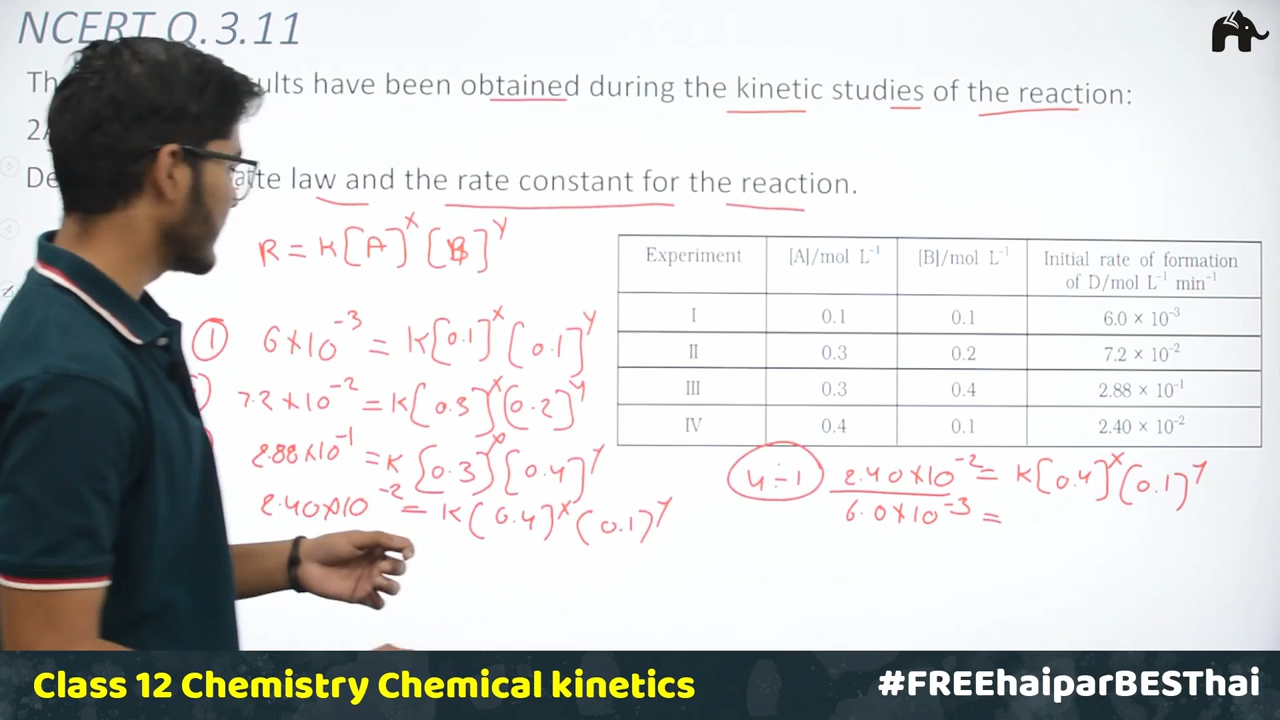 NCERT Q.3.11
ults have been obtained during the kinetic studies of the reaction:
law and the rate constant for the reaction.
R = K[A]^x [B]^y
① 6×10^-3 = K[0.1]^x [0.1]^y
7.2×10^-2 = K[0.3]^x (0.2]^y
2.88×10^-1 = K [0.3]^x [0.4]^y
2.40×10^-2 = K(0.4)^x (0.1)^y
Experiment [A]/mol L^-1 [B]/mol L^-1 Initial rate of formation of D/mol L^-1 min^-1
I 0.1 0.1 6.0 × 10^-3
II 0.3 0.2 7.2 × 10^-2
III 0.3 0.4 2.88 × 10^-1
IV 0.4 0.1 2.40 × 10^-2
4÷1 2.40×10^-2 = K[0.4]^x (0.1)^y
6.0×10^-3 =
Class 12 Chemistry Chemical kinetics
#FREEhaiparBESThai